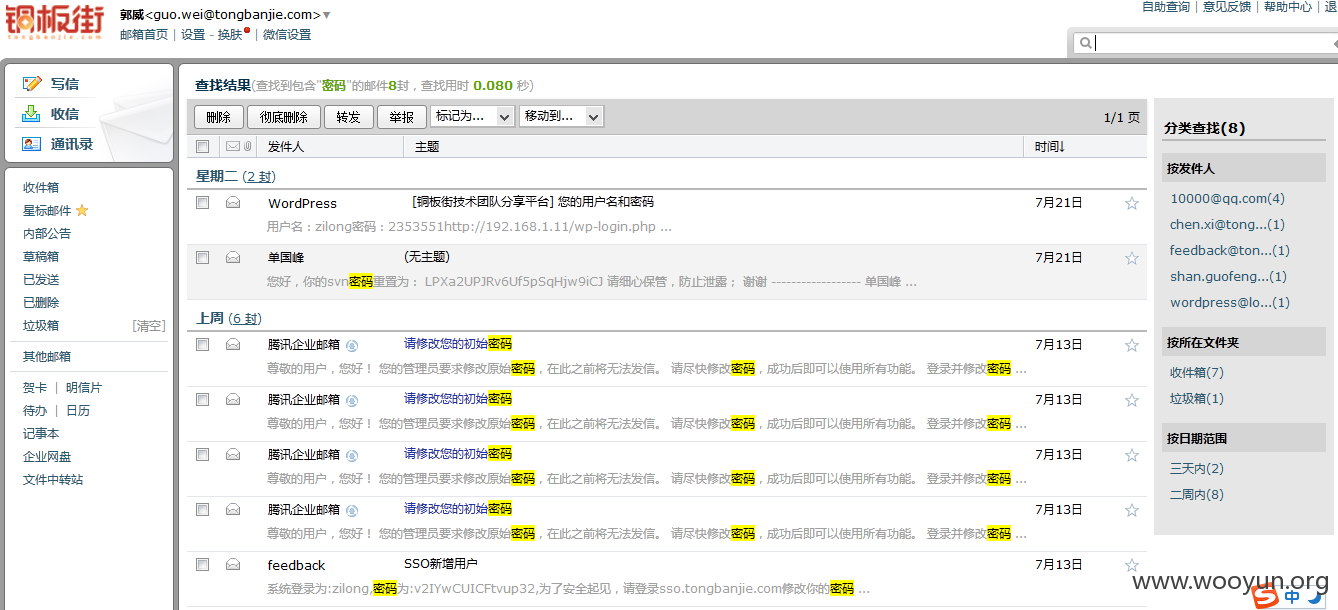 铜板街
tongbanjie.com
郭威<guo.wei@tongbanjie.com>
邮箱首页 | 设置 - 换肤 | 微信设置
自助查询 | 意见反馈 | 帮助中心 | 退
写信
收信
通讯录
收件箱
星标邮件
内部公告
草稿箱
已发送
已删除
垃圾箱 [清空]
其他邮箱
贺卡 | 明信片
待办 | 日历
记事本
企业网盘
文件中转站
查找结果(查找到包含"密码"的邮件8封，查找用时 0.080 秒)
删除 彻底删除 转发 举报 标记为... 移动到... 1/1 页
发件人 主题 时间↓
星期二 (2 封)
WordPress [铜板街技术团队分享平台] 您的用户名和密码 7月21日
用户名：zilong密码：2353551http://192.168.1.11/wp-login.php ...
单国峰 (无主题) 7月21日
您好，你的svn密码重置为： LPXa2UPJRv6Uf5pSqHjw9iCJ 请细心保管，防止泄露； 谢谢 ------------------ 单国峰 ...
上周 (6 封)
腾讯企业邮箱 请修改您的初始密码 7月13日
尊敬的用户，您好！ 您的管理员要求修改原始密码，在此之前将无法发信。 请尽快修改密码，成功后即可以使用所有功能。 登录并修改密码 ...
腾讯企业邮箱 请修改您的初始密码 7月13日
尊敬的用户，您好！ 您的管理员要求修改原始密码，在此之前将无法发信。 请尽快修改密码，成功后即可以使用所有功能。 登录并修改密码 ...
腾讯企业邮箱 请修改您的初始密码 7月13日
尊敬的用户，您好！ 您的管理员要求修改原始密码，在此之前将无法发信。 请尽快修改密码，成功后即可以使用所有功能。 登录并修改密码 ...
腾讯企业邮箱 请修改您的初始密码 7月13日
尊敬的用户，您好！ 您的管理员要求修改原始密码，在此之前将无法发信。 请尽快修改密码，成功后即可以使用所有功能。 登录并修改密码 ...
feedback SSO新增用户 7月13日
系统登录为:zilong,密码为:v2IYwCUICFtvup32,为了安全起见，请登录sso.tongbanjie.com修改你的密码 ...
分类查找(8)
按发件人
10000@qq.com(4)
chen.xi@tong...(1)
feedback@ton...(1)
shan.guofeng...(1)
wordpress@lo...(1)
按所在文件夹
收件箱(7)
垃圾箱(1)
按日期范围
三天内(2)
二周内(8)
www.wooyun.org
S 中